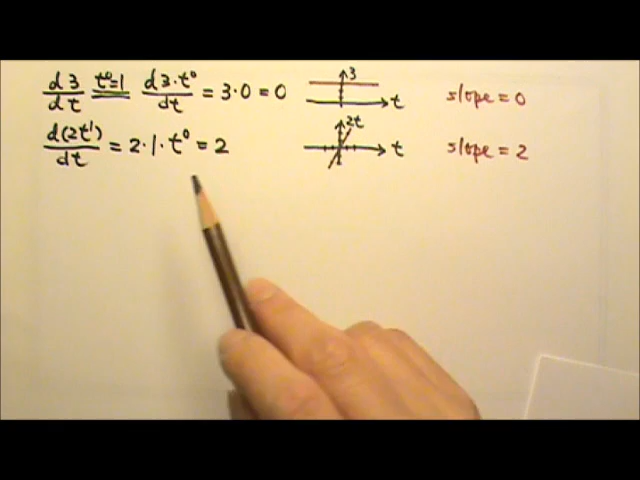 d3/dt t⁰=1 d3·t⁰/dt = 3·0 = 0 3 t slope = 0
d(2t¹)/dt = 2·1·t⁰ = 2 2t t slope = 2